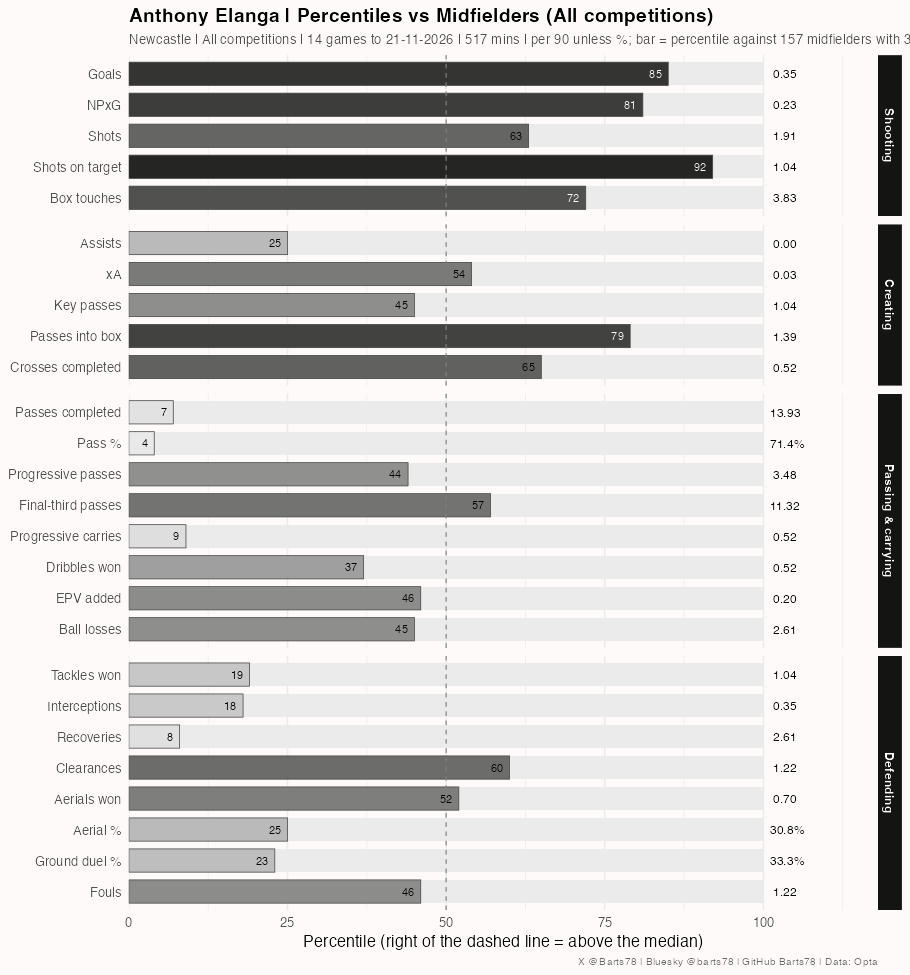 Anthony Elanga | Percentiles vs Midfielders (All competitions)
Newcastle | All competitions | 14 games to 21-11-2026 | 517 mins | per 90 unless %; bar = percentile against 157 midfielders with 3
Goals 85 0.35
NPxG 81 0.23
Shots 63 1.91
Shots on target 92 1.04
Box touches 72 3.83
Shooting
Assists 25 0.00
xA 54 0.03
Key passes 45 1.04
Passes into box 79 1.39
Crosses completed 65 0.52
Creating
Passes completed 7 13.93
Pass % 4 71.4%
Progressive passes 44 3.48
Final-third passes 57 11.32
Progressive carries 9 0.52
Dribbles won 37 0.52
EPV added 46 0.20
Ball losses 45 2.61
Passing & carrying
Tackles won 19 1.04
Interceptions 18 0.35
Recoveries 8 2.61
Clearances 60 1.22
Aerials won 52 0.70
Aerial % 25 30.8%
Ground duel % 23 33.3%
Fouls 46 1.22
Defending
0 25 50 75 100
Percentile (right of the dashed line = above the median)
X @Barts78 | Bluesky @barts78 | GitHub Barts78 | Data: Opta